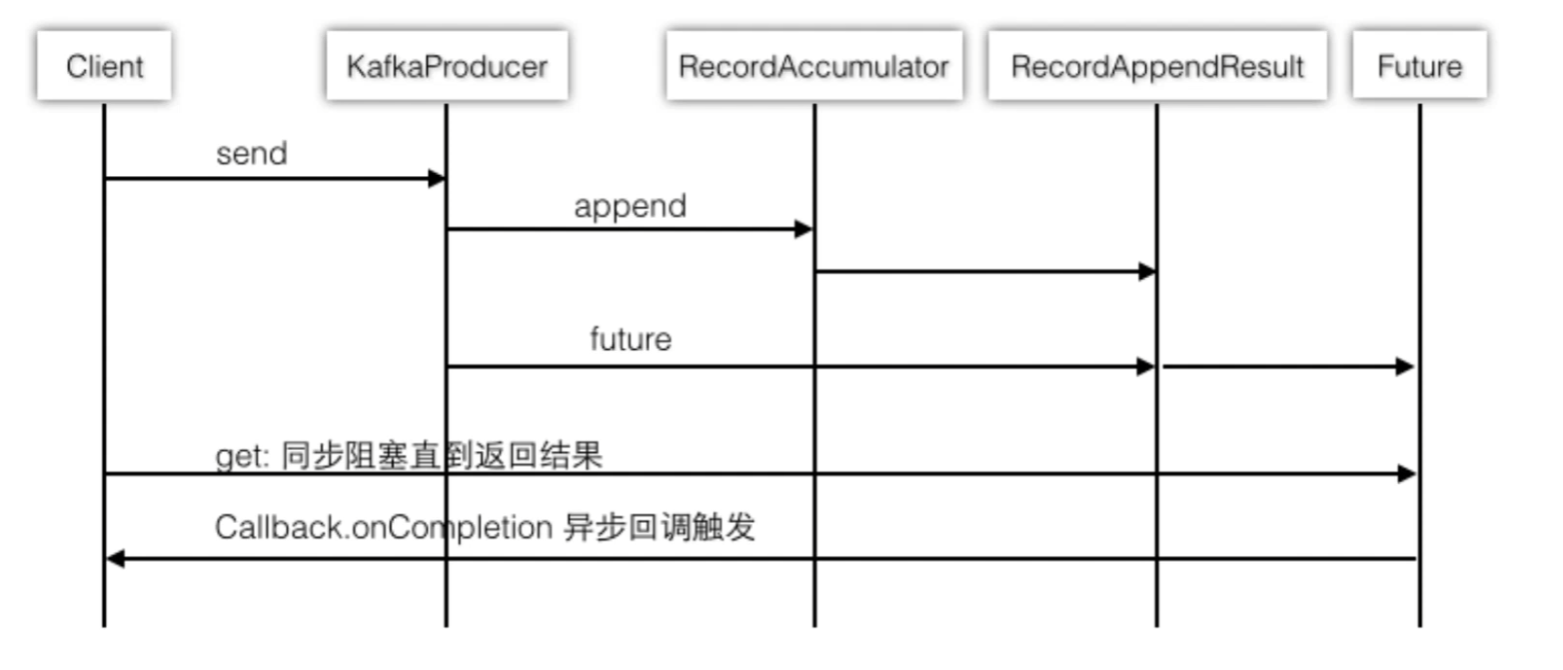 Client
KafkaProducer
RecordAccumulator
RecordAppendResult
Future
send
append
future
get: 同步阻塞直到返回结果
Callback.onCompletion 异步回调触发